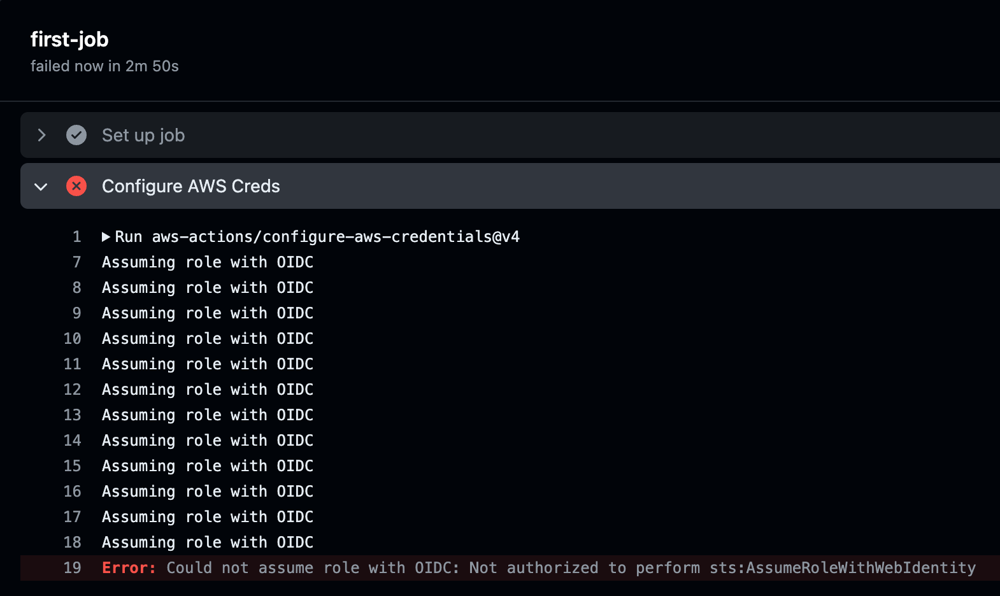 first-job
failed now in 2m 50s
Set up job
Configure AWS Creds
1 Run aws-actions/configure-aws-credentials@v4
7 Assuming role with OIDC
8 Assuming role with OIDC
9 Assuming role with OIDC
10 Assuming role with OIDC
11 Assuming role with OIDC
12 Assuming role with OIDC
13 Assuming role with OIDC
14 Assuming role with OIDC
15 Assuming role with OIDC
16 Assuming role with OIDC
17 Assuming role with OIDC
18 Assuming role with OIDC
19 Error: Could not assume role with OIDC: Not authorized to perform sts:AssumeRoleWithWebIdentity